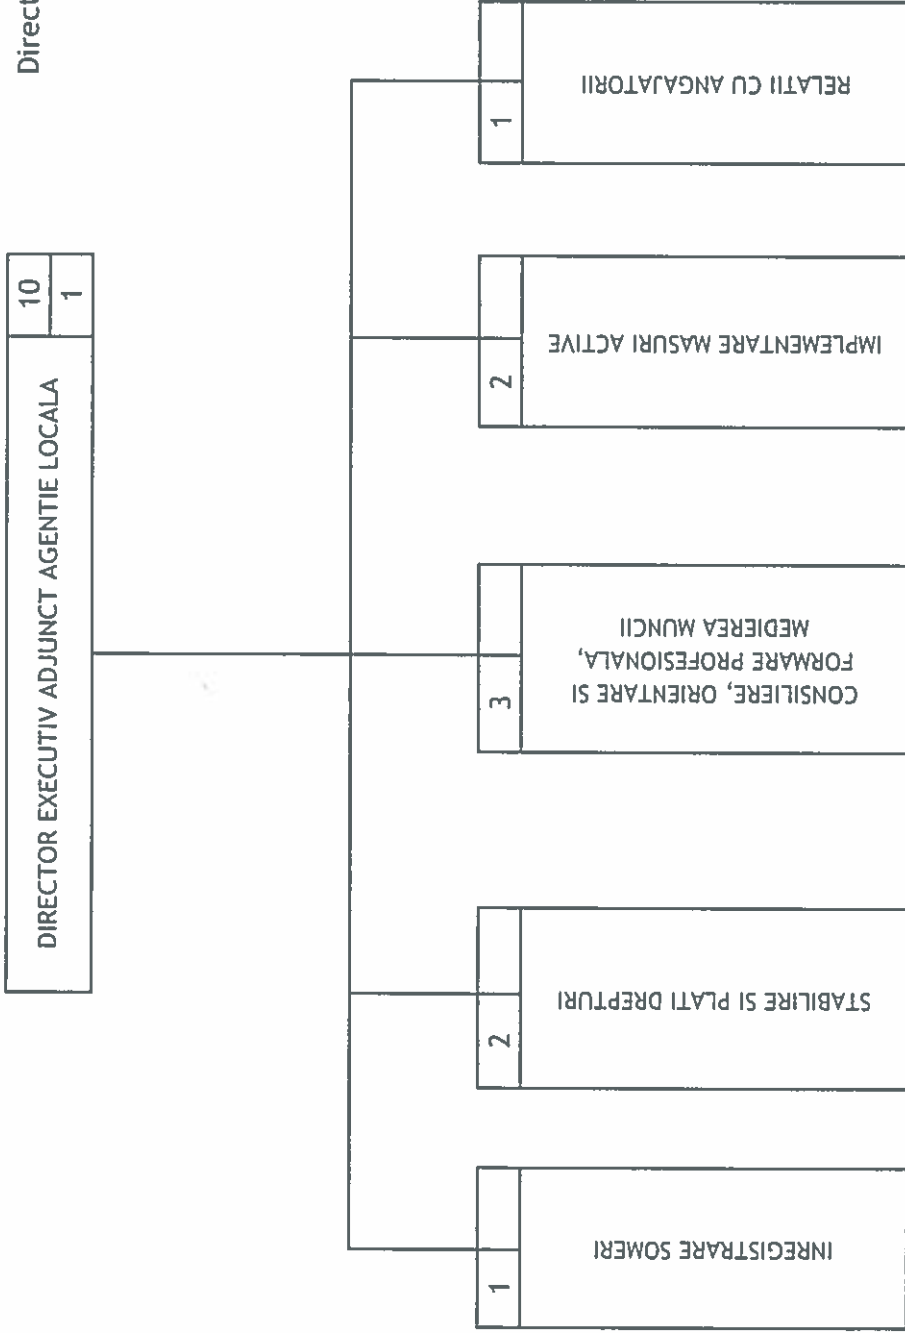 Direct
DIRECTOR EXECUTIV ADJUNCT AGENTIE LOCALA
10
1
1
INREGISTRARE SOMERI
2
STABILIRE SI PLATI DREPTURI
3
CONSILIERE, ORIENTARE SI
FORMARE PROFESIONALA,
MEDIEREA MUNCII
2
IMPLEMENTARE MASURI ACTIVE
1
RELATII CU ANGAJATORII